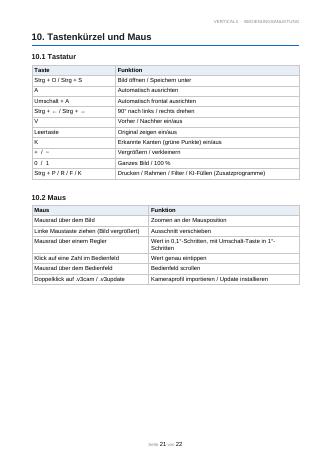 VERTICALS – BEDIENUNGSANLEITUNG
10. Tastenkürzel und Maus
10.1 Tastatur
Taste Funktion
Strg + O / Strg + S Bild öffnen / Speichern unter
A Automatisch ausrichten
Umschalt + A Automatisch frontal ausrichten
Strg + ← / Strg + → 90° nach links / rechts drehen
V Vorher / Nachher ein/aus
Leertaste Original zeigen ein/aus
K Erkannte Kanten (grüne Punkte) ein/aus
+ / − Vergrößern / verkleinern
0 / 1 Ganzes Bild / 100 %
Strg + P / R / F / K Drucken / Rahmen / Filter / KI-Füllen (Zusatzprogramme)
10.2 Maus
Maus Funktion
Mausrad über dem Bild Zoomen an der Mausposition
Linke Maustaste ziehen (Bild vergrößert) Ausschnitt verschieben
Mausrad über einem Regler Wert in 0,1°-Schritten, mit Umschalt-Taste in 1°-
Schritten
Klick auf eine Zahl im Bedienfeld Wert genau eintippen
Mausrad über dem Bedienfeld Bedienfeld scrollen
Doppelklick auf .v3cam / .v3update Kameraprofil importieren / Update installieren
Seite 21 von 22